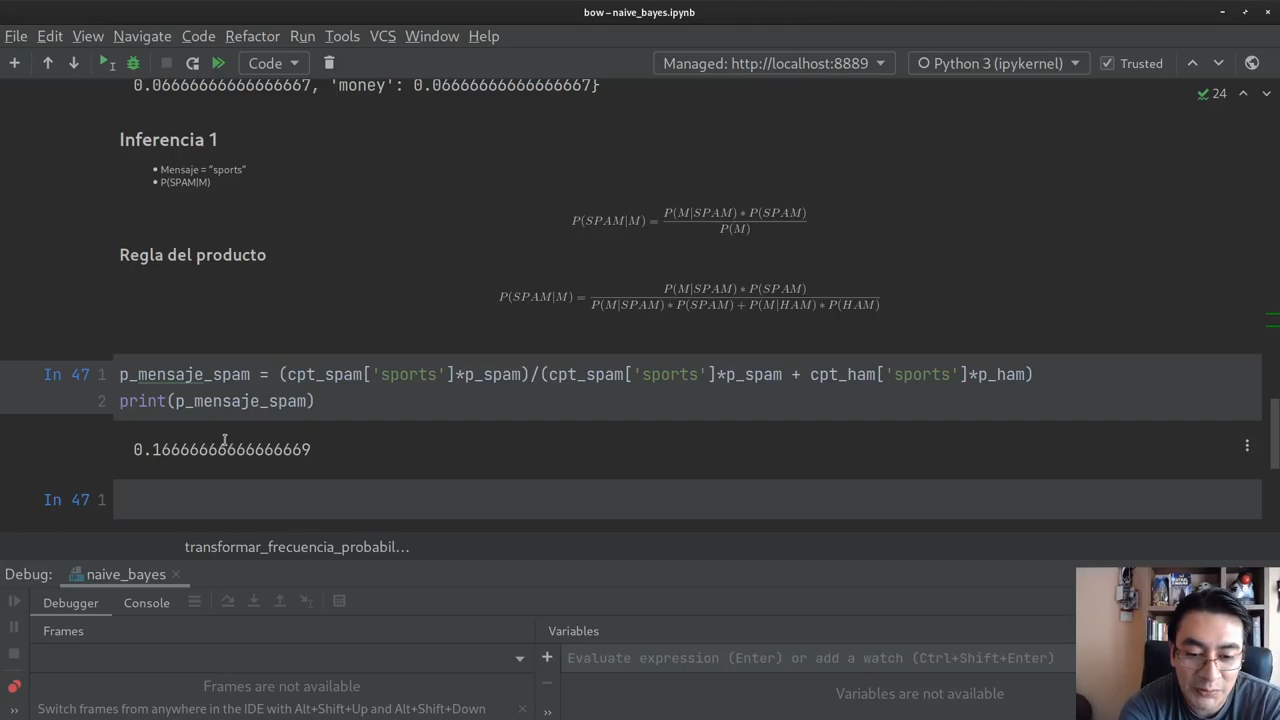 bow – naive_bayes.ipynb
File Edit View Navigate Code Refactor Run Tools VCS Window Help
Code Managed: http://localhost:8889 Python 3 (ipykernel) Trusted
0.06666666666666667, 'money': 0.06666666666666667}
24
Inferencia 1
• Mensaje = "sports"
• P(SPAM|M)
P(SPAM|M) = P(M|SPAM) * P(SPAM)
P(M)
Regla del producto
P(SPAM|M) = P(M|SPAM) * P(SPAM)
P(M|SPAM) * P(SPAM) + P(M|HAM) * P(HAM)
In 47 1 p_mensaje_spam = (cpt_spam['sports']*p_spam)/(cpt_spam['sports']*p_spam + cpt_ham['sports']*p_ham)
2 print(p_mensaje_spam)
0.16666666666666669
In 47 1
transformar_frecuencia_probabil...
Debug: naive_bayes
Debugger Console
Frames Variables
Evaluate expression (Enter) or add a watch (Ctrl+Shift+Enter)
Frames are not available
Variables are not available
Switch frames from anywhere in the IDE with Alt+Shift+Up and Alt+Shift+Down